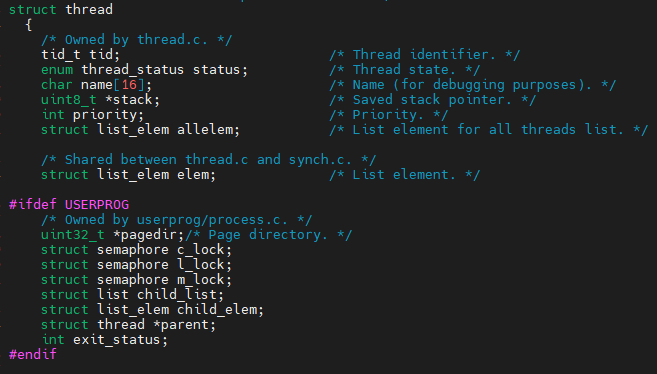 struct thread
  {
    /* Owned by thread.c. */
    tid_t tid;                          /* Thread identifier. */
    enum thread_status status;          /* Thread state. */
    char name[16];                      /* Name (for debugging purposes). */
    uint8_t *stack;                     /* Saved stack pointer. */
    int priority;                       /* Priority. */
    struct list_elem allelem;           /* List element for all threads list. */

    /* Shared between thread.c and synch.c. */
    struct list_elem elem;              /* List element. */

#ifdef USERPROG
    /* Owned by userprog/process.c. */
    uint32_t *pagedir;/* Page directory. */
    struct semaphore c_lock;
    struct semaphore l_lock;
    struct semaphore m_lock;
    struct list child_list;
    struct list_elem child_elem;
    struct thread *parent;
    int exit_status;
#endif